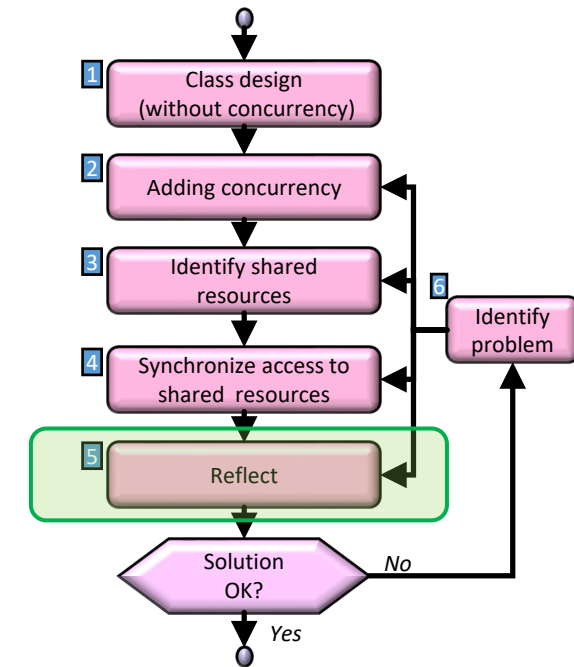 1
Class design
(without concurrency)
2
Adding concurrency
3
Identify shared
resources
6
Identify
problem
4
Synchronize access to
shared  resources
5
Reflect
Solution
OK?
No
Yes